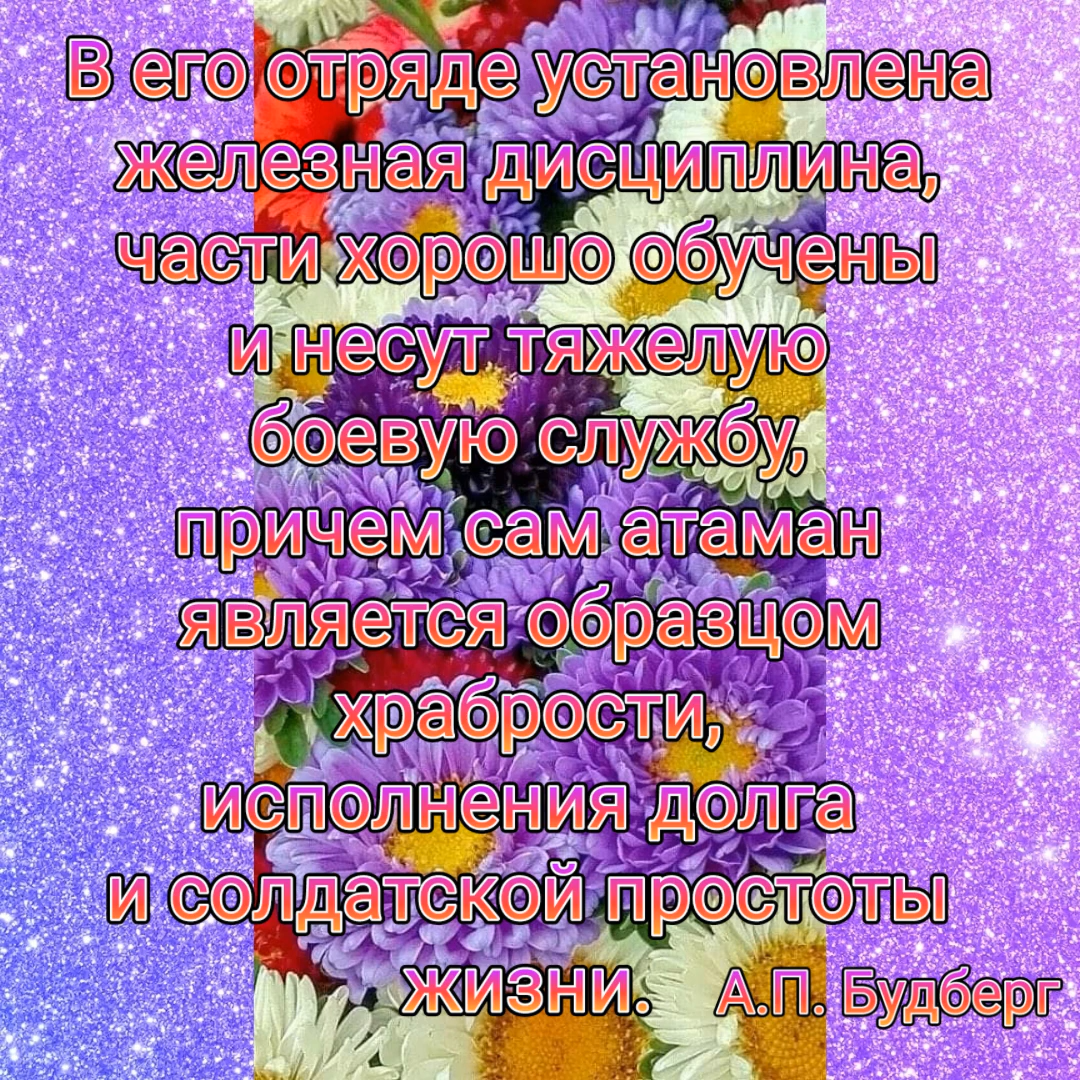 В его отряде установлена
железная дисциплина,
части хорошо обучены
и несут тяжелую
боевую службу,
причем сам атаман
является образцом
храбрости,
исполнения долга
и солдатской простоты
жизни. А.П. Будберг